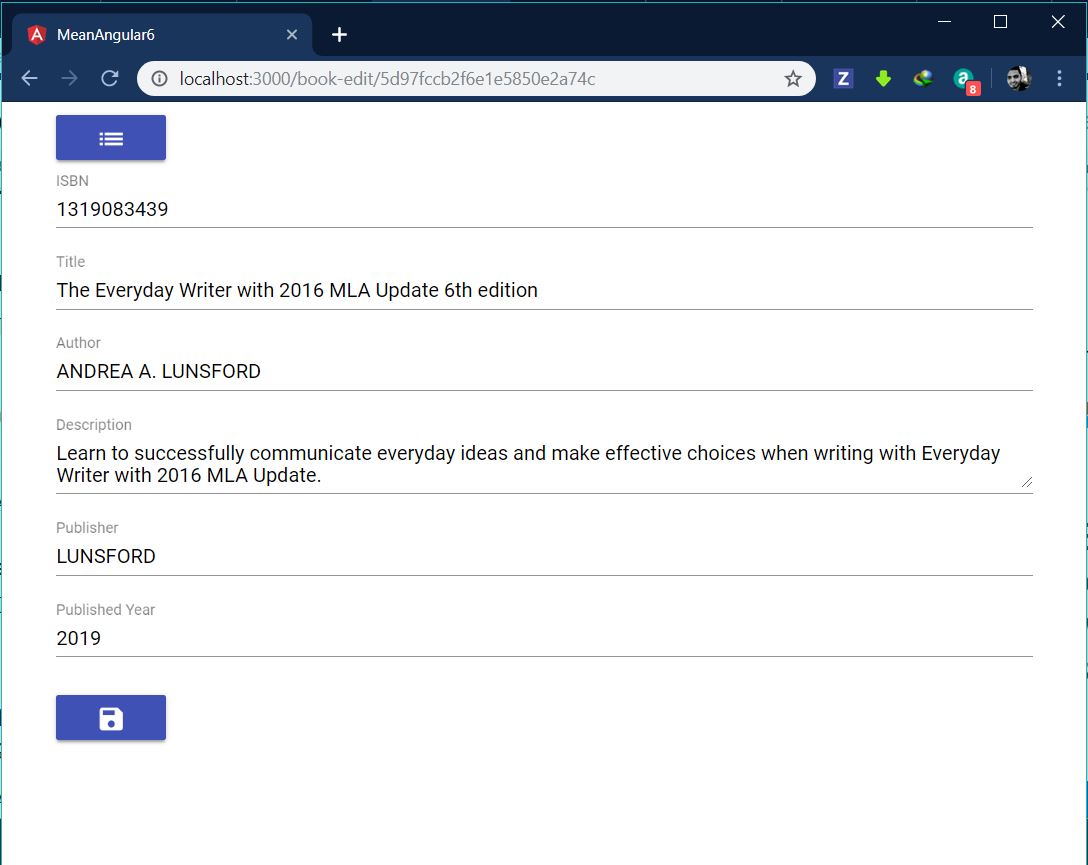 MeanAngular6
localhost:3000/book-edit/5d97fccb2f6e1e5850e2a74c
Z
a
8
ISBN
1319083439
Title
The Everyday Writer with 2016 MLA Update 6th edition
Author
ANDREA A. LUNSFORD
Description
Learn to successfully communicate everyday ideas and make effective choices when writing with Everyday
Writer with 2016 MLA Update.
Publisher
LUNSFORD
Published Year
2019